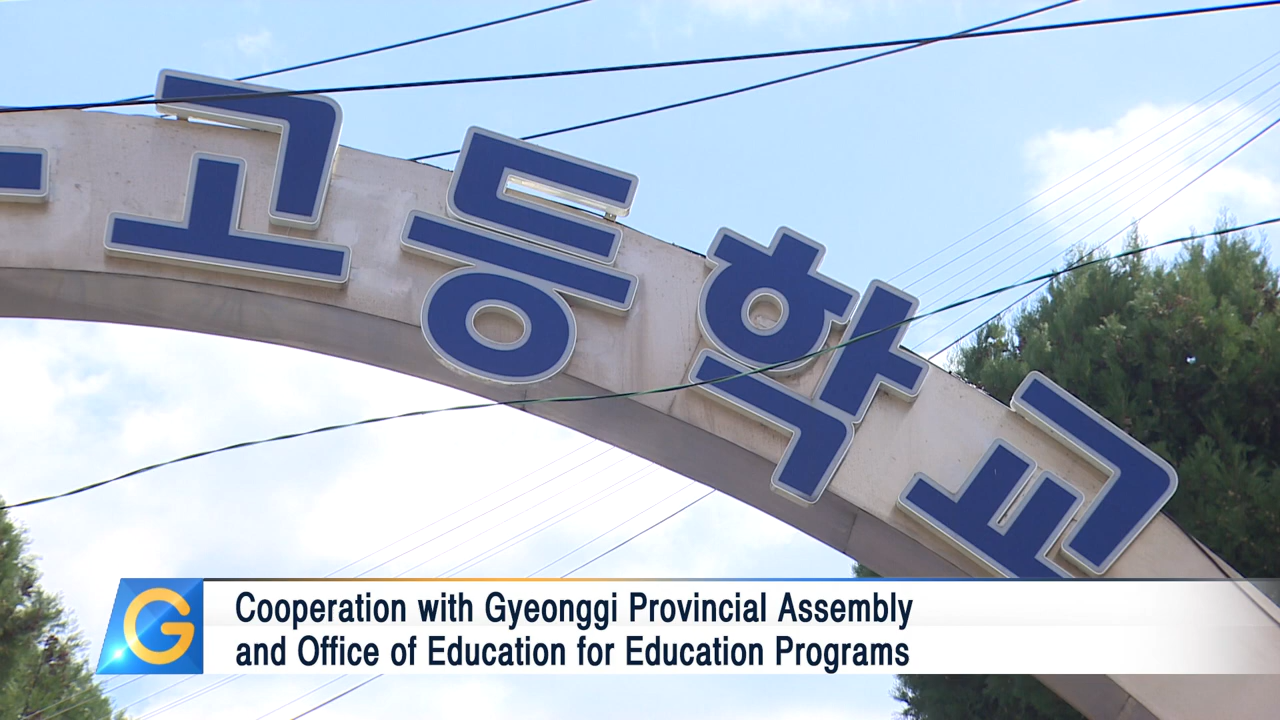 고등학교
G
Cooperation with Gyeonggi Provincial Assembly
and Office of Education for Education Programs